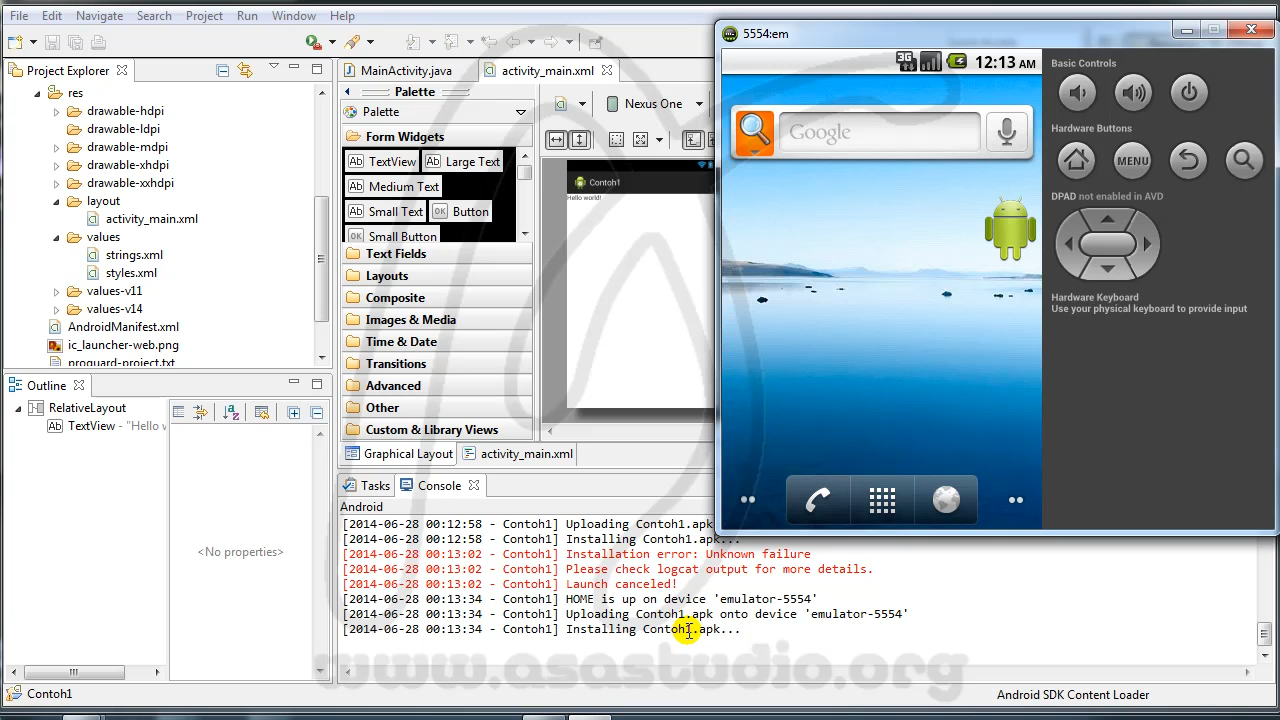 File Edit Navigate Search Project Run Window Help
5554:em
Project Explorer
res
drawable-hdpi
drawable-ldpi
drawable-mdpi
drawable-xhdpi
drawable-xxhdpi
layout
activity_main.xml
values
strings.xml
styles.xml
values-v11
values-v14
AndroidManifest.xml
ic_launcher-web.png
proguard-project.txt
Outline
RelativeLayout
Ab TextView - "Hello w
<No properties>
MainActivity.java activity_main.xml
Palette
Palette
Form Widgets
Ab TextView Ab Large Text
Ab Medium Text
Ab Small Text OK Button
OK Small Button
Text Fields
Layouts
Composite
Images & Media
Time & Date
Transitions
Advanced
Other
Custom & Library Views
Graphical Layout activity_main.xml
Nexus One
Contoh1
Hello world!
3G 12:13 AM
Google
Basic Controls
Hardware Buttons
MENU
DPAD not enabled in AVD
Hardware Keyboard
Use your physical keyboard to provide input
Tasks Console
Android
[2014-06-28 00:12:58 - Contoh1] Uploading Contoh1.apk
[2014-06-28 00:12:58 - Contoh1] Installing Contoh1.apk...
[2014-06-28 00:13:02 - Contoh1] Installation error: Unknown failure
[2014-06-28 00:13:02 - Contoh1] Please check logcat output for more details.
[2014-06-28 00:13:02 - Contoh1] Launch canceled!
[2014-06-28 00:13:34 - Contoh1] HOME is up on device 'emulator-5554'
[2014-06-28 00:13:34 - Contoh1] Uploading Contoh1.apk onto device 'emulator-5554'
[2014-06-28 00:13:34 - Contoh1] Installing Contoh1.apk...
www.asastudio.org
Contoh1
Android SDK Content Loader